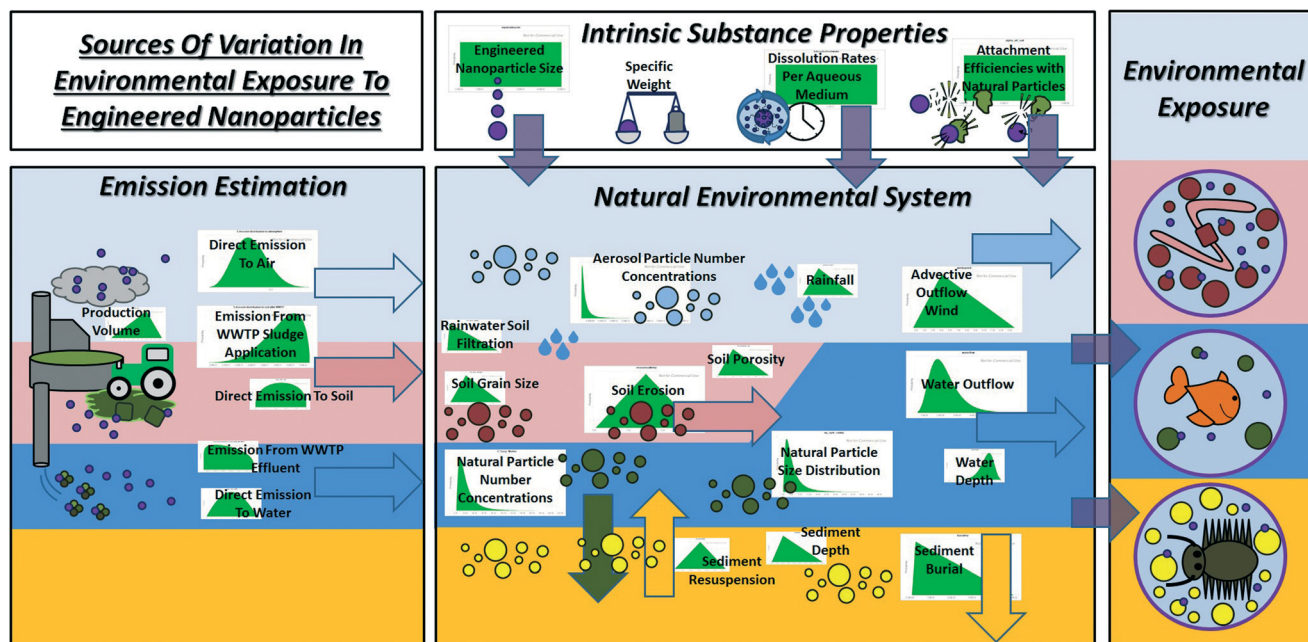 Sources Of Variation In
Environmental Exposure To
Engineered Nanoparticles
Intrinsic Substance Properties
Engineered
Nanoparticle Size
Specific
Weight
Dissolution Rates
Per Aqueous
Medium
Attachment
Efficiencies with
Natural Particles
Environmental
Exposure
Emission Estimation
Direct Emission
To Air
Production
Volume
Emission From
WWTP Sludge
Application
Direct Emission To Soil
Emission From WWTP
Effluent
Direct Emission
To Water
Natural Environmental System
Aerosol Particle Number
Concentrations
Rainfall
Advective
Outflow
Wind
Rainwater Soil
Filtration
Soil Grain Size
Soil Erosion
Soil Porosity
Water Outflow
Natural Particle
Number
Concentrations
Natural Particle
Size Distribution
Water
Depth
Sediment
Resuspension
Sediment
Depth
Sediment
Burial